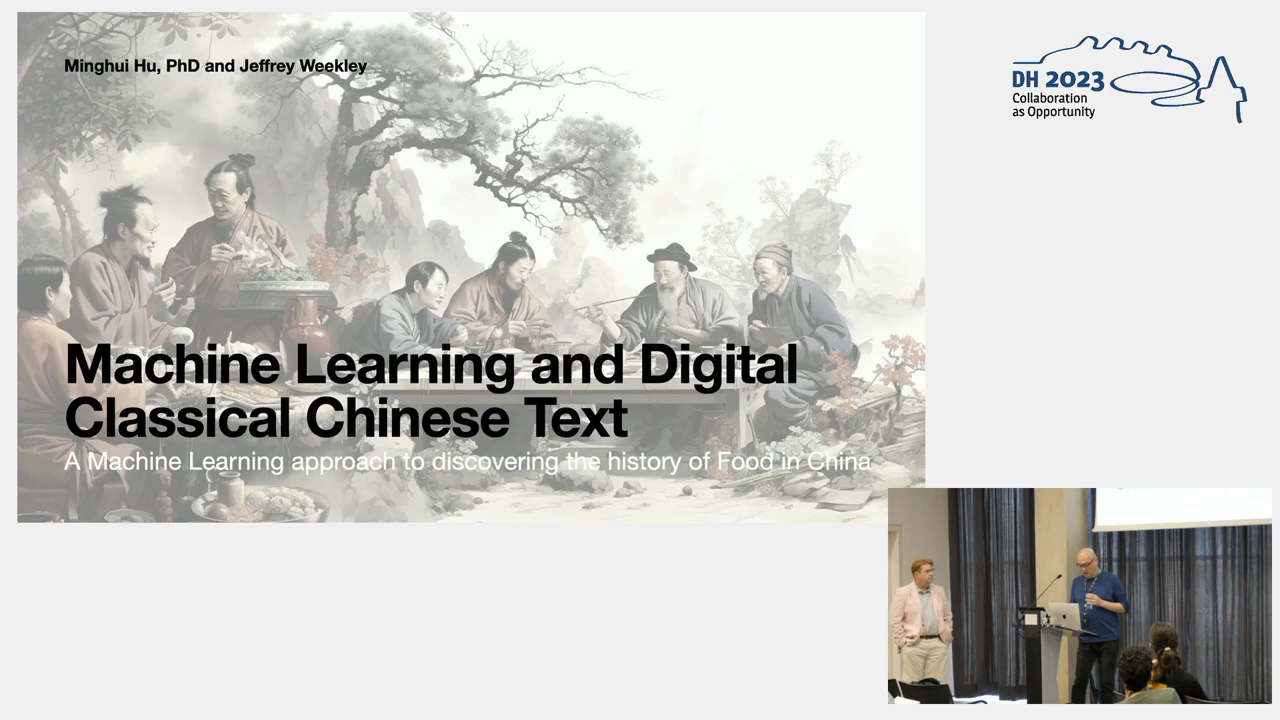 Minghui Hu, PhD and Jeffrey Weekley
Machine Learning and Digital
Classical Chinese Text
A Machine Learning approach to discovering the history of Food in China
DH 2023
Collaboration
as Opportunity